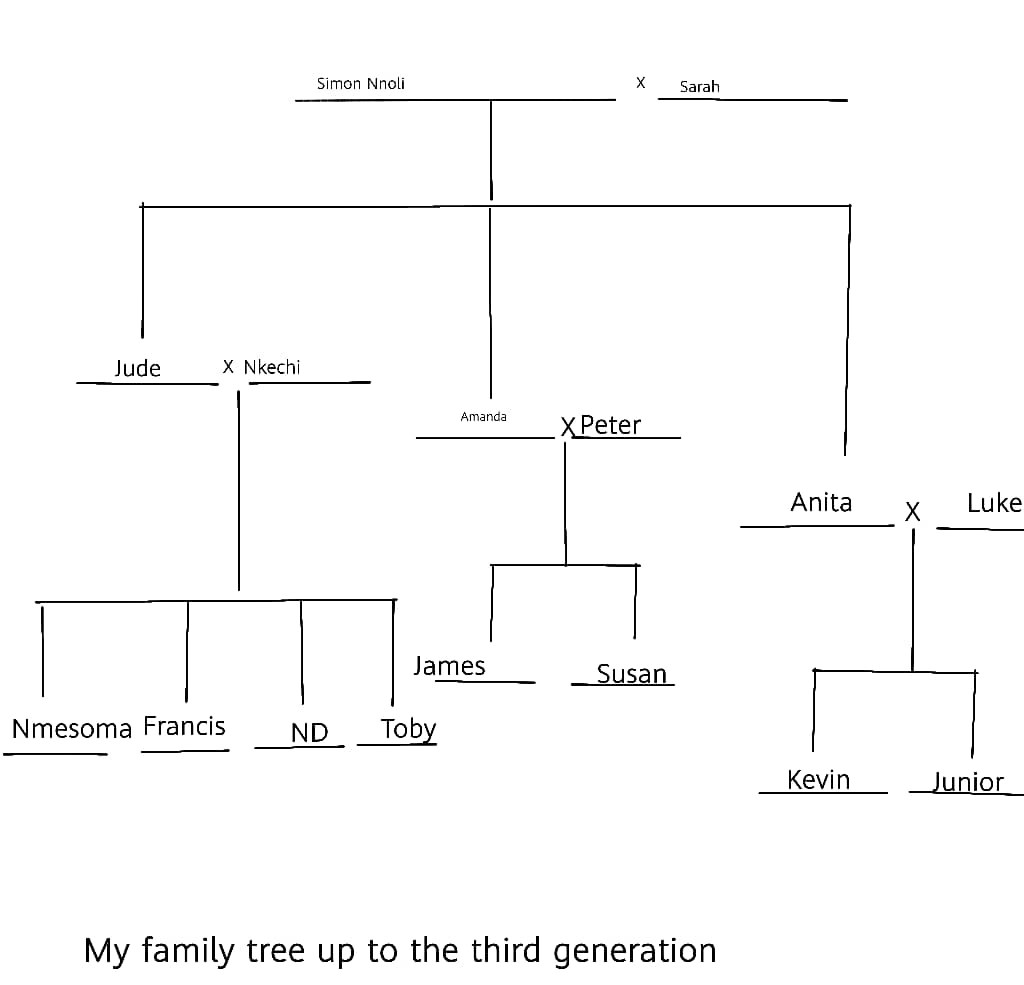 Simon Nnoli X Sarah
Jude X Nkechi
Amanda X Peter
Anita X Luke
James Susan
Nmesoma Francis ND Toby
Kevin Junior
My family tree up to the third generation